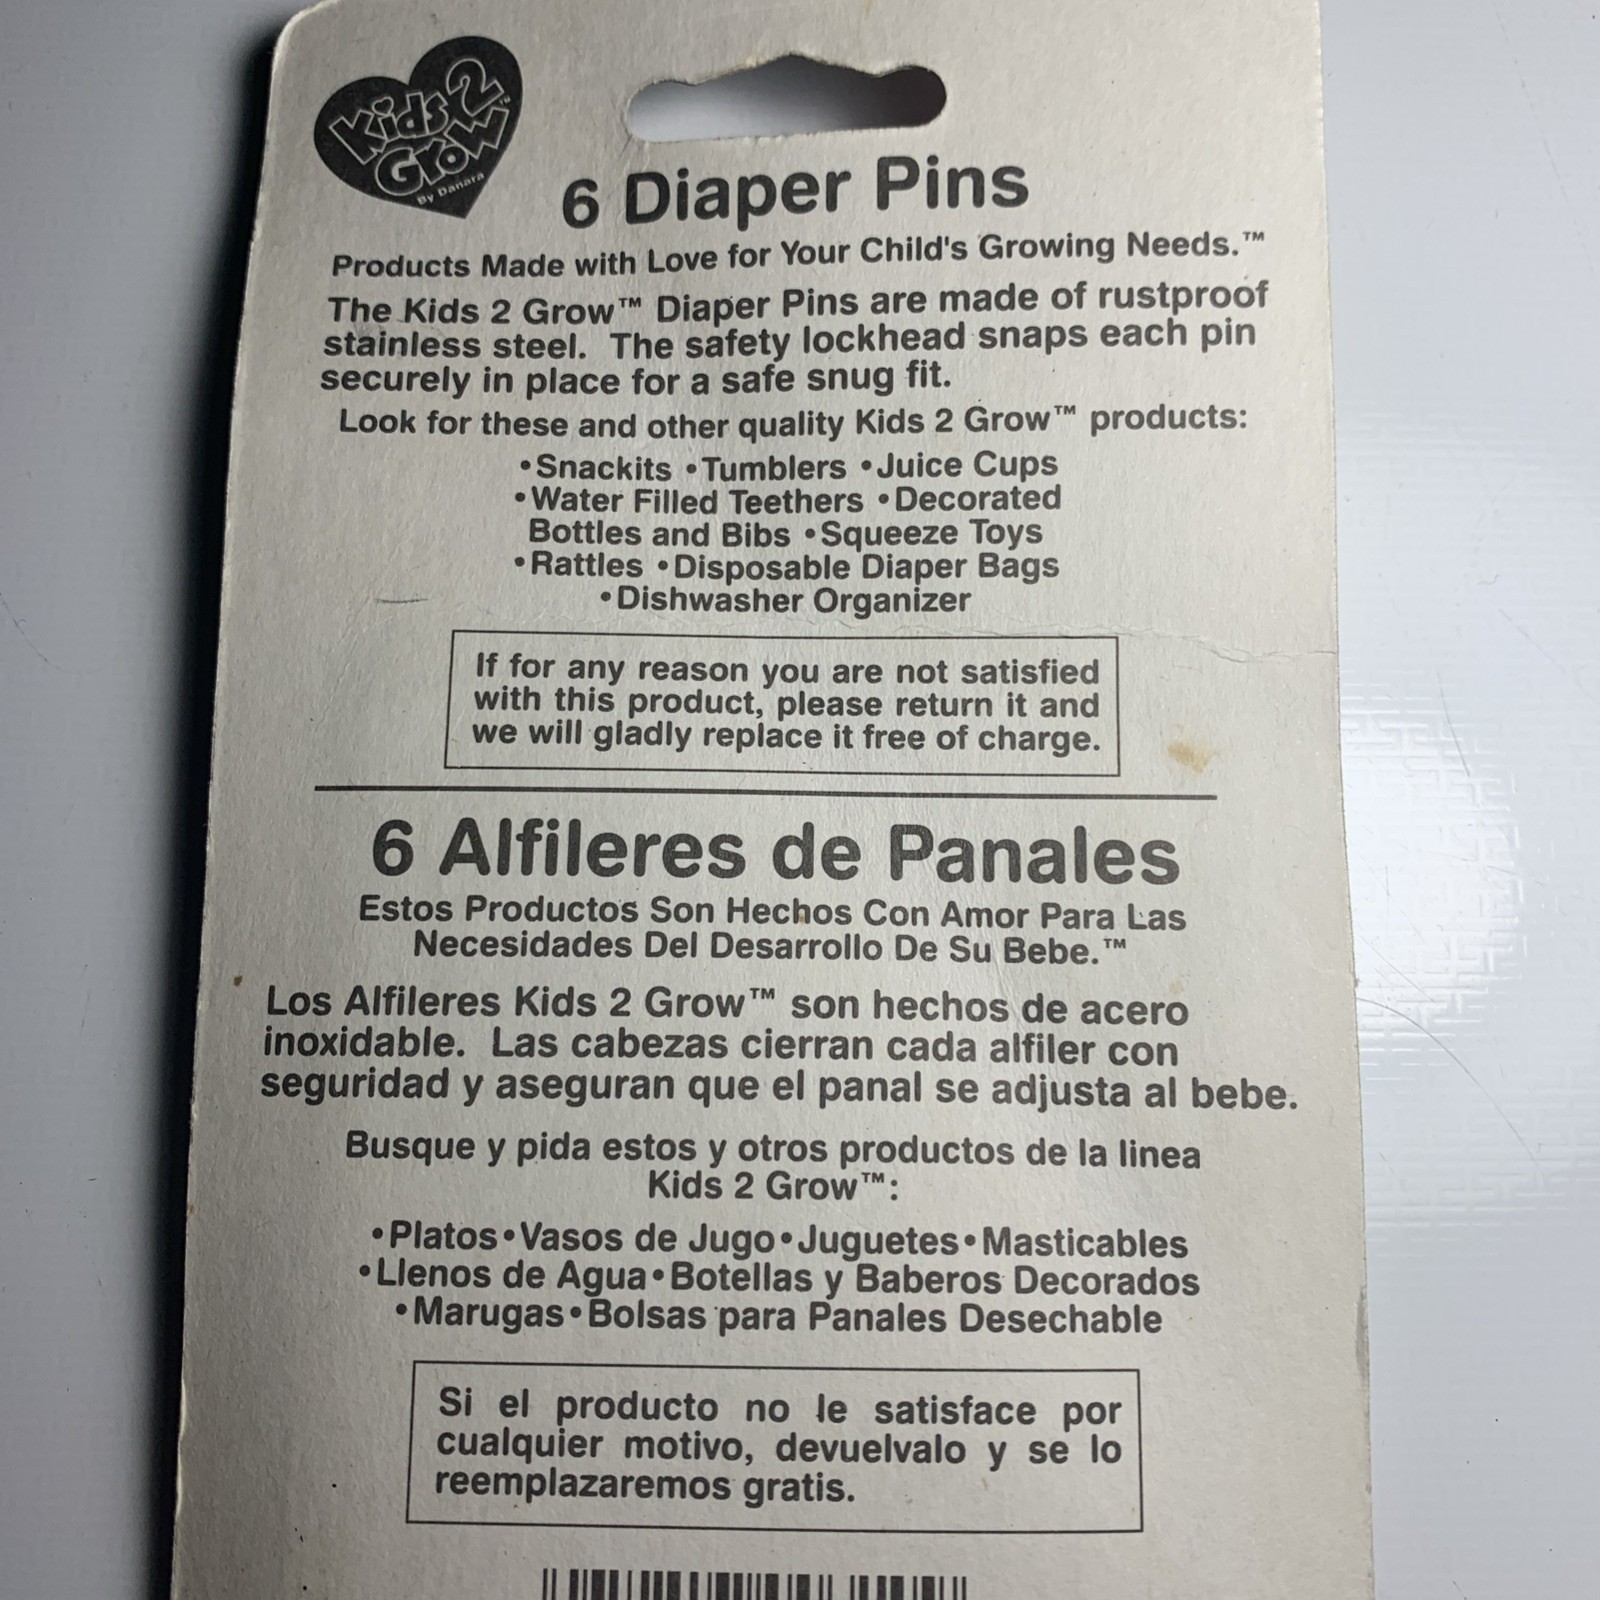 Kids 2
Grow™
By Danara
6 Diaper Pins
Products Made with Love for Your Child's Growing Needs.™
The Kids 2 Grow™ Diaper Pins are made of rustproof
stainless steel. The safety lockhead snaps each pin
securely in place for a safe snug fit.
Look for these and other quality Kids 2 Grow™ products:
•Snackits •Tumblers •Juice Cups
•Water Filled Teethers •Decorated
Bottles and Bibs •Squeeze Toys
•Rattles •Disposable Diaper Bags
•Dishwasher Organizer
If for any reason you are not satisfied
with this product, please return it and
we will gladly replace it free of charge.
6 Alfileres de Panales
Estos Productos Son Hechos Con Amor Para Las
Necesidades Del Desarrollo De Su Bebe.™
Los Alfileres Kids 2 Grow™ son hechos de acero
inoxidable. Las cabezas cierran cada alfiler con
seguridad y aseguran que el panal se adjusta al bebe.
Busque y pida estos y otros productos de la linea
Kids 2 Grow™:
•Platos•Vasos de Jugo•Juguetes•Masticables
•Llenos de Agua•Botellas y Baberos Decorados
•Marugas•Bolsas para Panales Desechable
Si el producto no le satisface por
cualquier motivo, devuelvalo y se lo
reemplazaremos gratis.